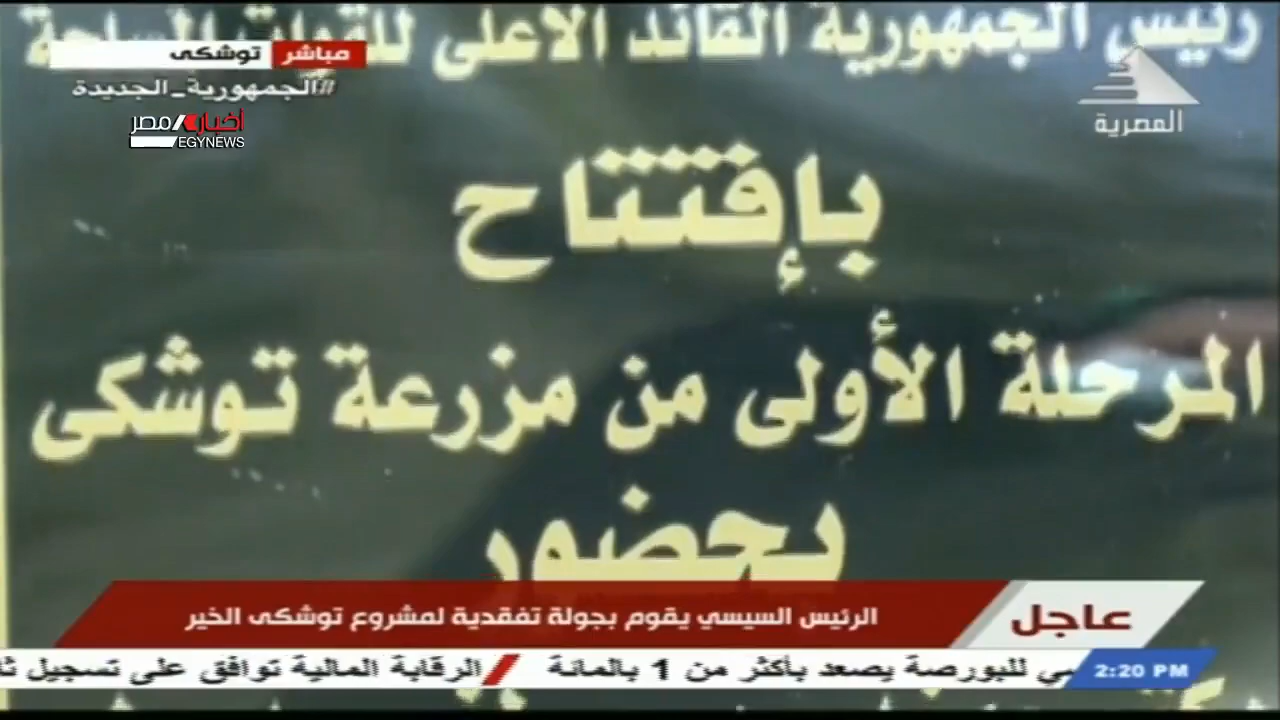 رئيس الجمهورية القائد الاعلى للقوات المسلحة
مباشر توشكى
#الجمهورية_الجديدة
أخبار مصر
EGYNEWS
المصرية
بإفتتاح
المرحلة الأولى من مزرعة توشكى
بحضور
عاجل
الرئيس السيسي يقوم بجولة تفقدية لمشروع توشكى الخير
2:20 PM
للبورصة يصعد بأكثر من 1 بالمائة / الرقابة المالية توافق على تسجيل